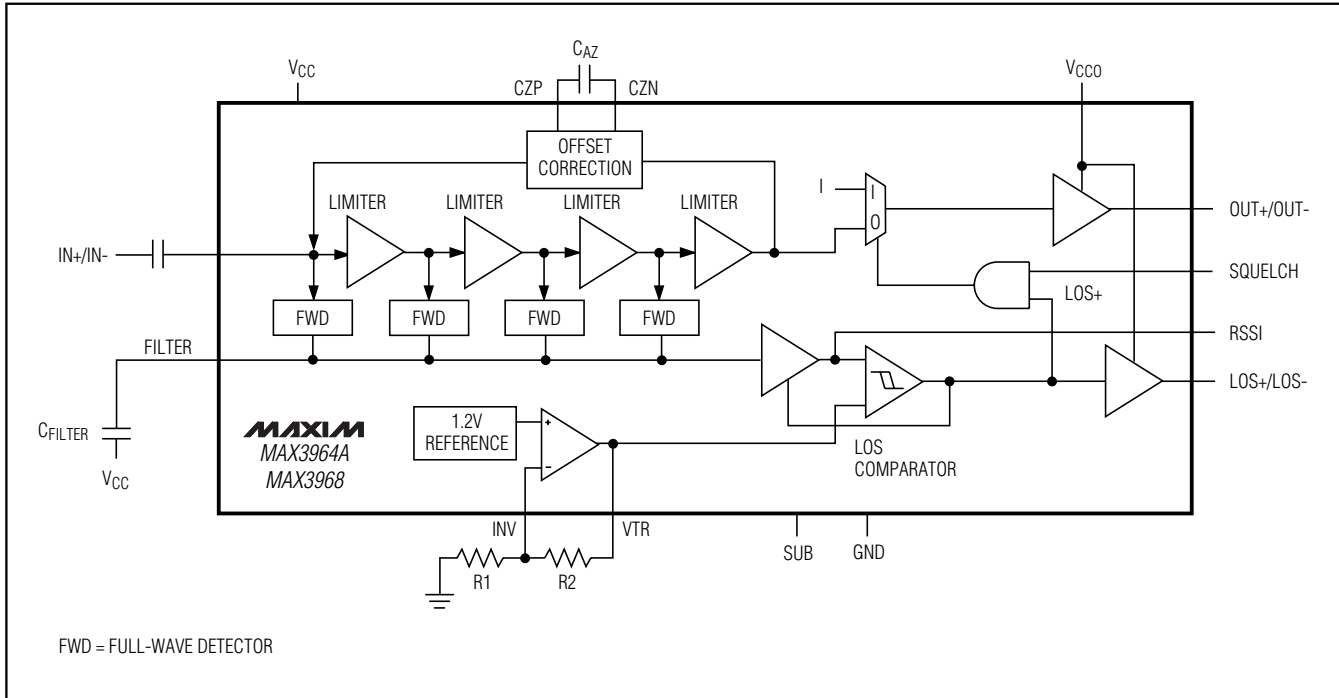 CAZ
VCC
CZP
CZN
VCCO
OFFSET
CORRECTION
LIMITER
LIMITER
LIMITER
LIMITER
I
I
O
OUT+/OUT-
IN+/IN-
SQUELCH
LOS+
FWD
FWD
FWD
FWD
RSSI
FILTER
LOS+/LOS-
CFILTER
VCC
1.2V
REFERENCE
+
-
MAXIM
MAX3964A
MAX3968
LOS
COMPARATOR
INV
VTR
SUB
GND
R1
R2
FWD = FULL-WAVE DETECTOR